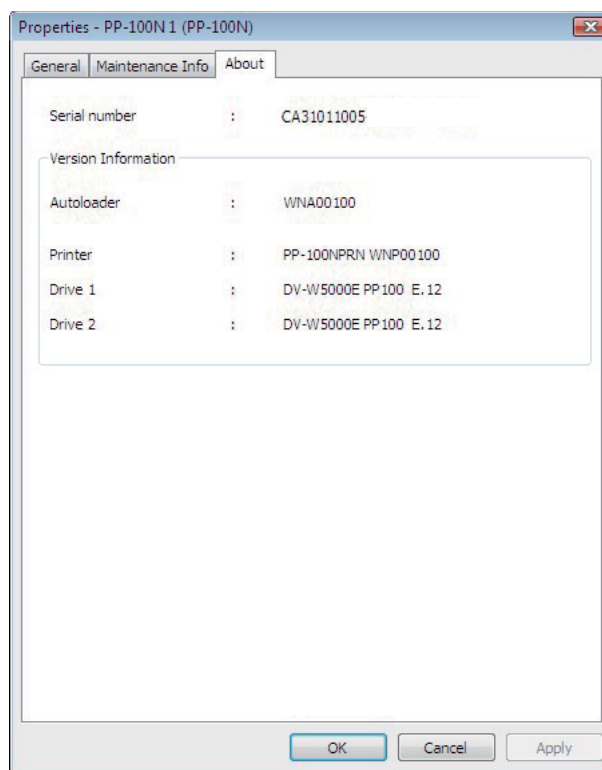 Properties - PP-100N 1 (PP-100N)
General Maintenance Info About
Serial number : CA31011005
Version Information
Autoloader : WNA00100
Printer : PP-100NPRN WNP00100
Drive 1 : DV-W5000E PP100 E.12
Drive 2 : DV-W5000E PP100 E.12
OK Cancel Apply